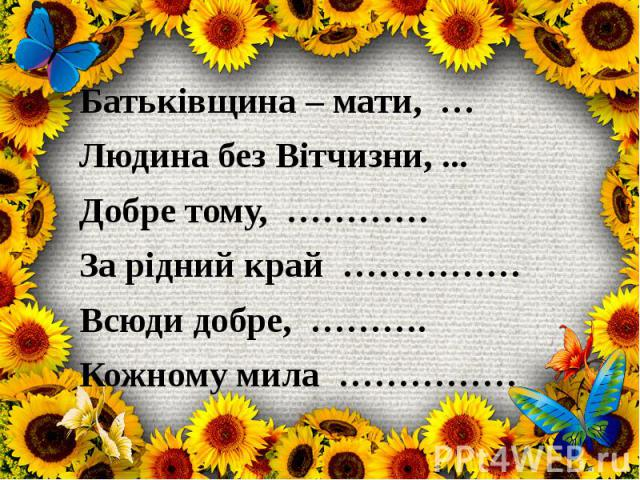 Батьківщина – мати,  …
Людина без Вітчизни, ...
Добре тому,  …………
За рідний край  ……………
Всюди добре,  ……….
Кожному мила  ……………
PPt4WEB.ru